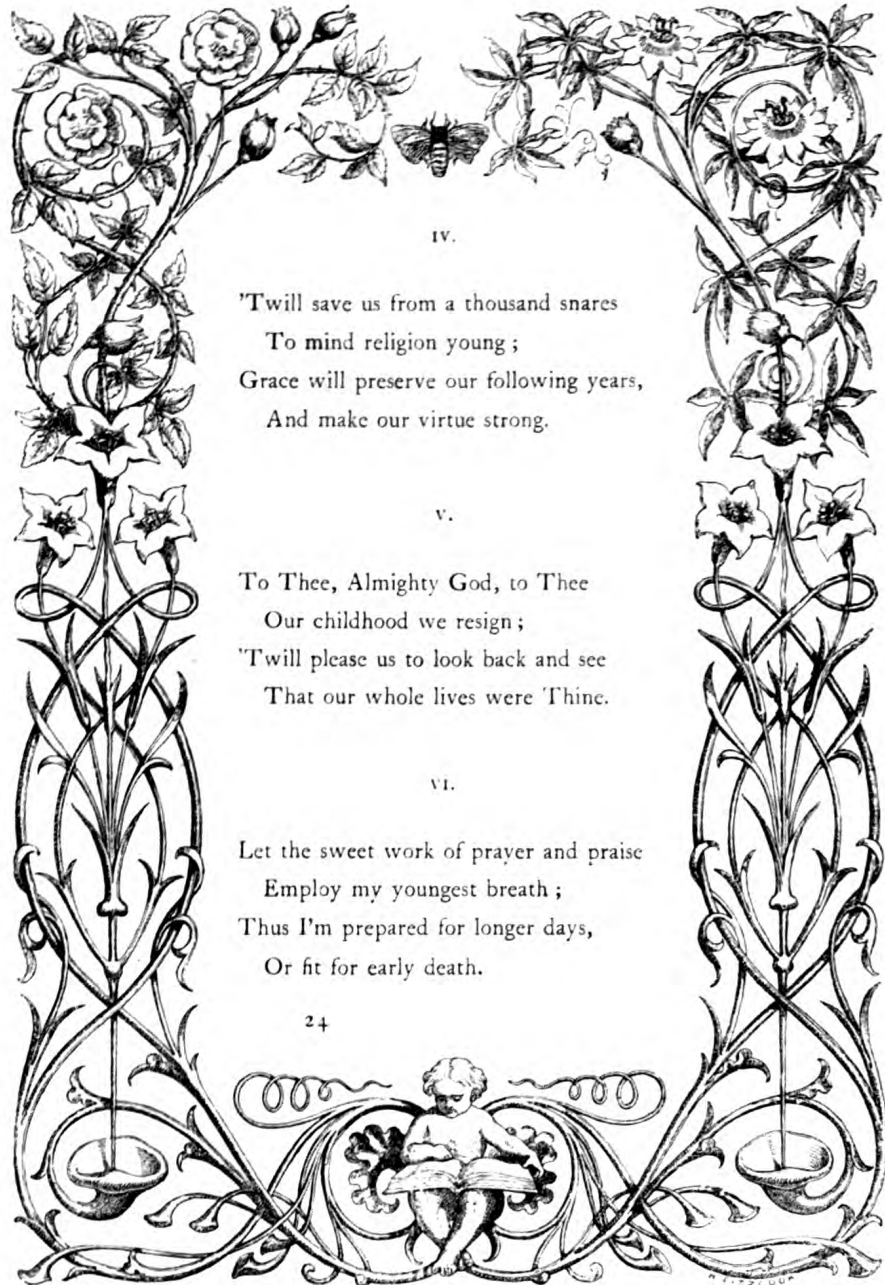 IV.
'Twill save us from a thousand snares
To mind religion young;
Grace will preserve our following years,
And make our virtue strong.
V.
To Thee, Almighty God, to Thee
Our childhood we resign;
'Twill please us to look back and see
That our whole lives were Thine.
VI.
Let the sweet work of prayer and praise
Employ my youngest breath;
Thus I'm prepared for longer days,
Or fit for early death.
24